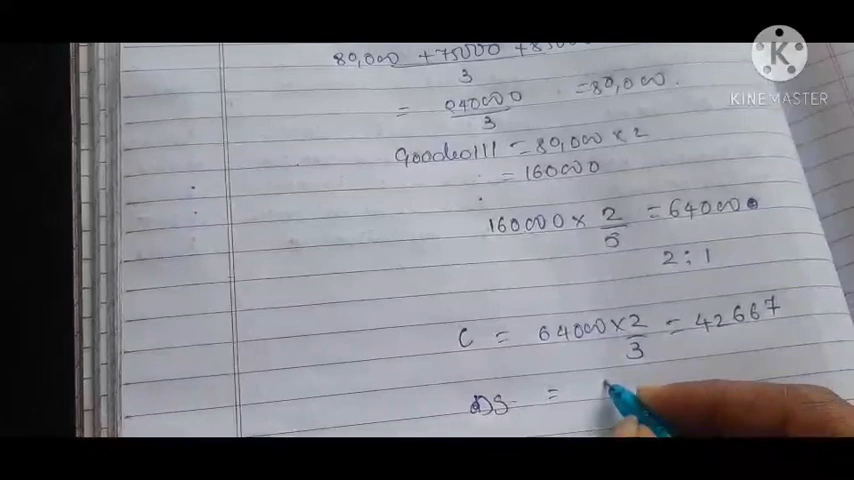 80,000 + 75000 + 85000
3
= 240000 = 80,000.
3
Goodwill = 80,000 × 2
= 160000
160000 × 2 = 64000
5
2 : 1
C = 64000 × 2 = 42667
3
DS =
K
KINEMASTER